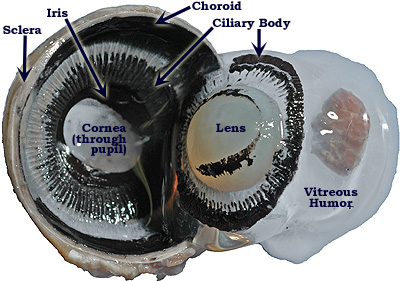 Iris
Choroid
Sclera
Ciliary Body
Cornea
(through
pupil)
Lens
Vitreous
Humor